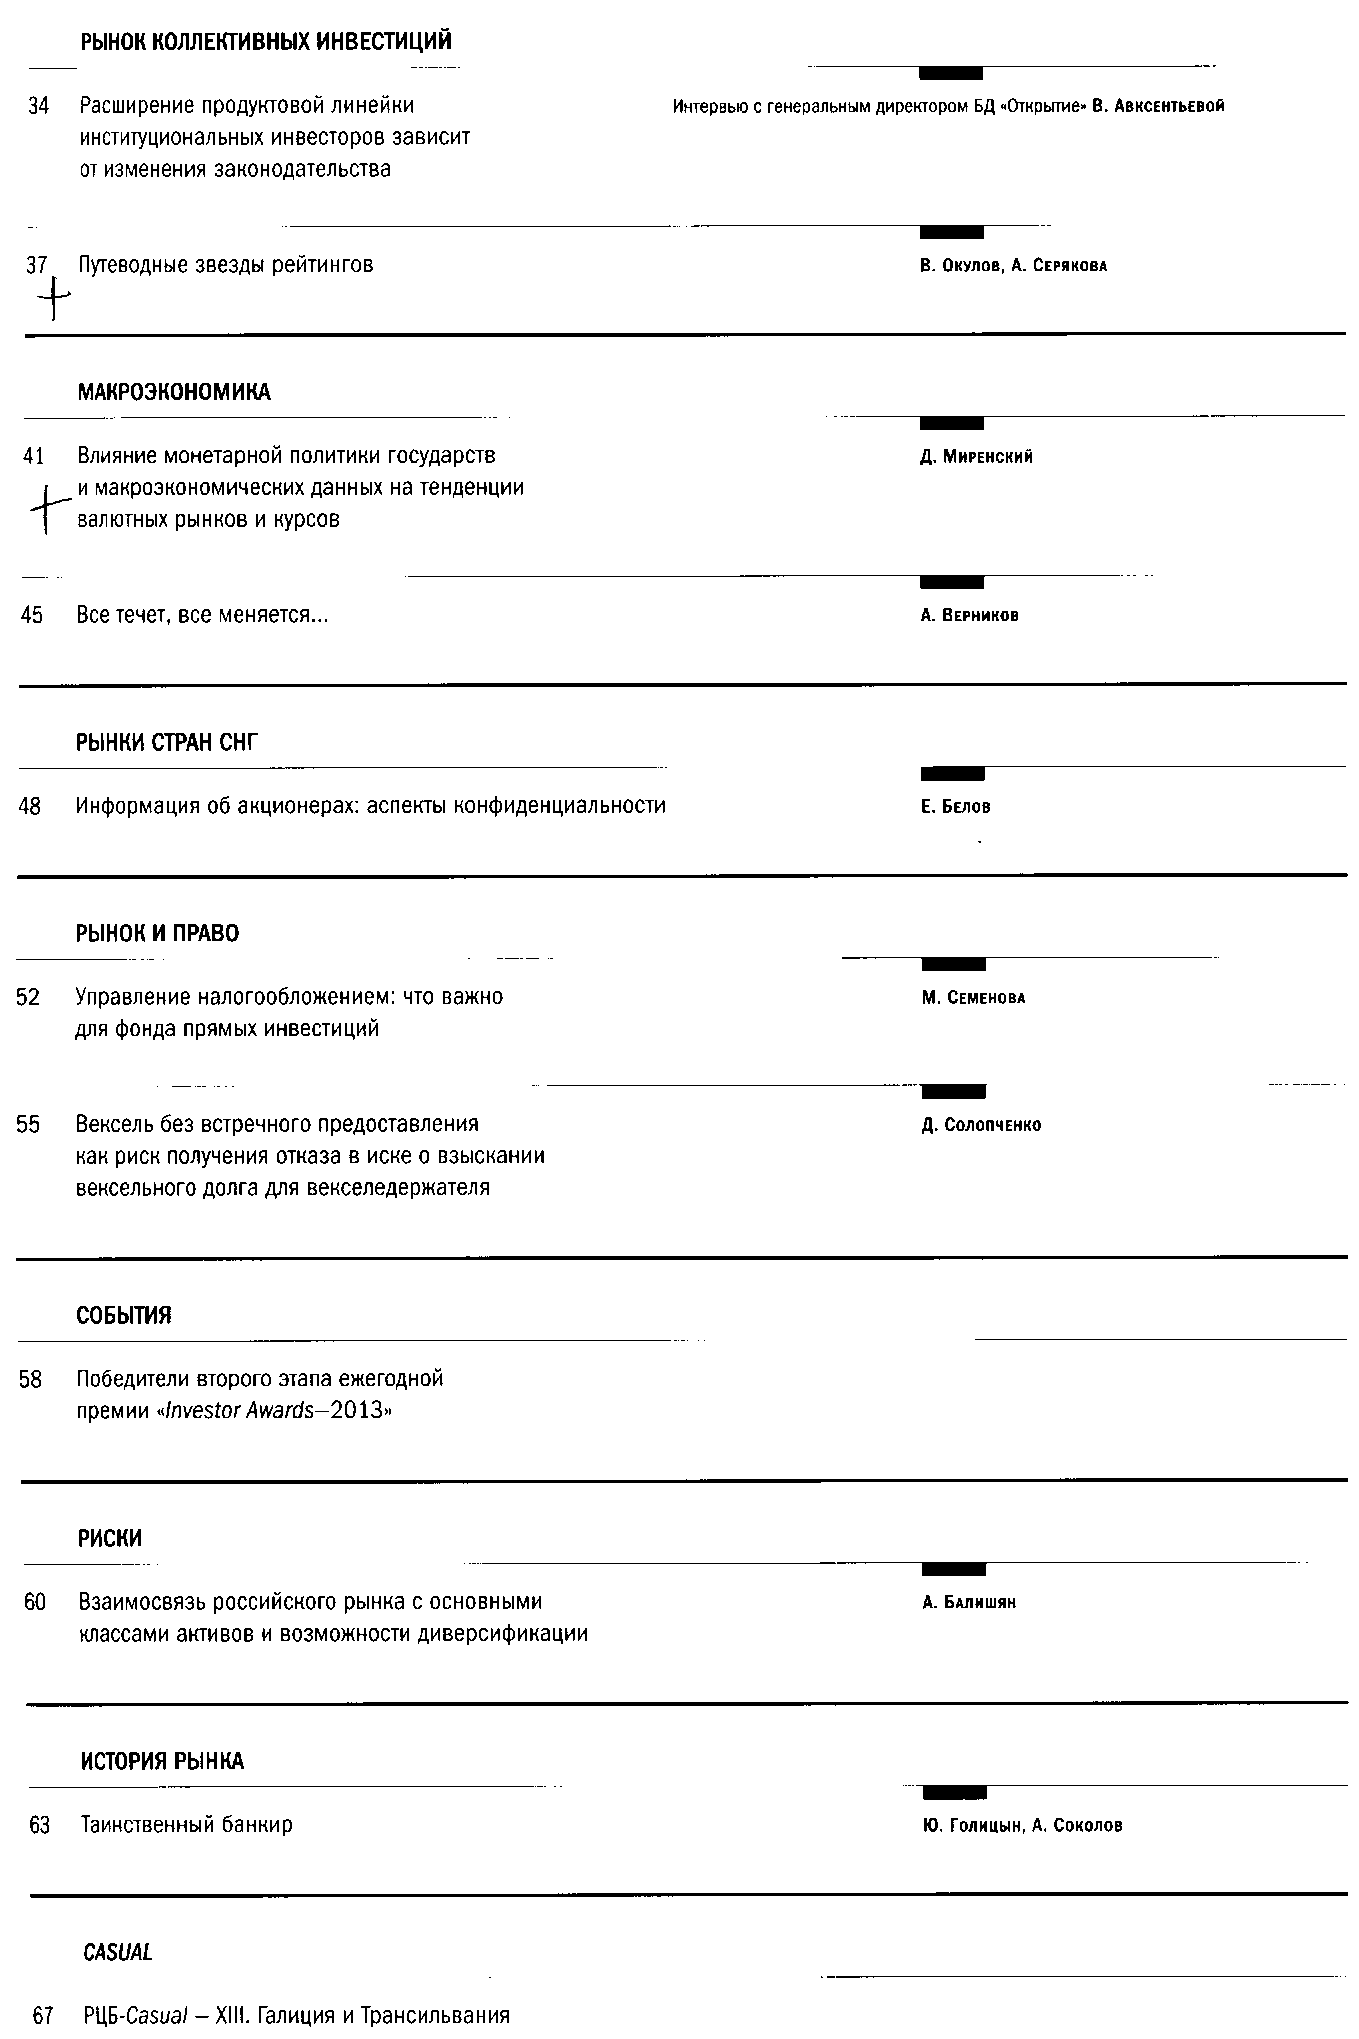 РЫНОК КОЛЛЕКТИВНЫХ ИНВЕСТИЦИЙ
34 Расширение продуктовой линейки Интервью с генеральным директором БД «Открытие» В. Авксентьевой
институциональных инвесторов зависит
от изменения законодательства
37 Путеводные звезды рейтингов В. Окулов, А. Серякова
+
МАКРОЭКОНОМИКА
41 Влияние монетарной политики государств Д. Миренский
+ и макроэкономических данных на тенденции
валютных рынков и курсов
45 Все течет, все меняется... А. Верников
РЫНКИ СТРАН СНГ
48 Информация об акционерах: аспекты конфиденциальности Е. Белов
РЫНОК И ПРАВО
52 Управление налогообложением: что важно М. Семенова
для фонда прямых инвестиций
55 Вексель без встречного предоставления Д. Солопченко
как риск получения отказа в иске о взыскании
вексельного долга для векселедержателя
СОБЫТИЯ
58 Победители второго этапа ежегодной
премии «Investor Awards–2013»
РИСКИ
60 Взаимосвязь российского рынка с основными А. Балишян
классами активов и возможности диверсификации
ИСТОРИЯ РЫНКА
63 Таинственный банкир Ю. Голицын, А. Соколов
CASUAL
67 РЦБ-Casual – XIII. Галиция и Трансильвания